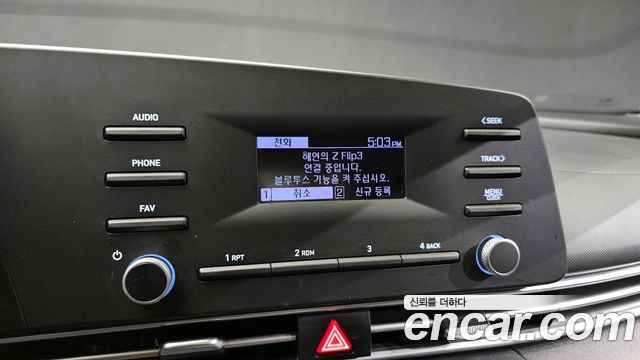 AUDIO
PHONE
FAV
전화 5:03 PM
혜연의 Z Flip3
연결 중입니다.
블루투스 기능을 켜 주십시오.
1 취소 2 신규 등록
<SEEK
TRACK>
MENU
CLOCK
1 RPT 2 RDM 3 4 BACK
신뢰를 더하다
encar.com